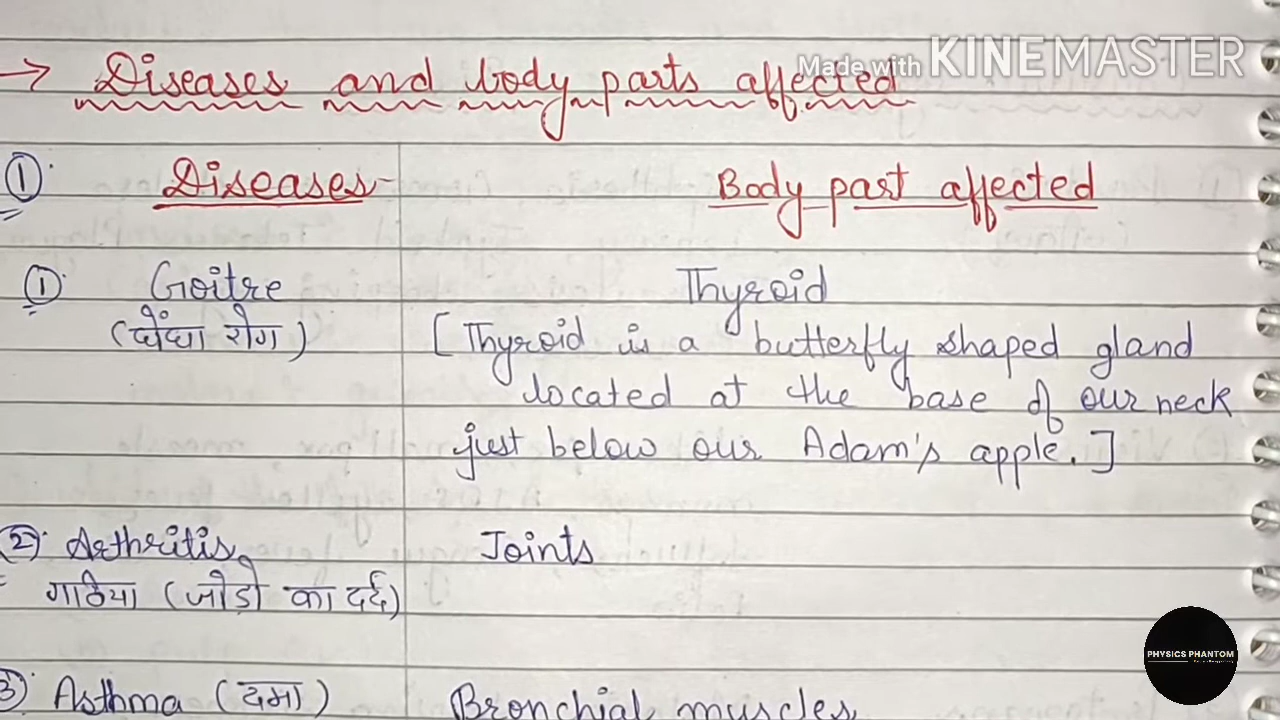 Made with KINEMASTER
→ Diseases and body parts affected
① Diseases- Body part affected
① Goitre Thyroid
(घेंघा रोग) [Thyroid is a butterfly shaped gland
located at the base of our neck
just below our Adam's apple.]
② Arthritis Joints
गठिया (जोड़ो का दर्द)
③ Asthma (दमा) Bronchial muscles
PHYSICS PHANTOM